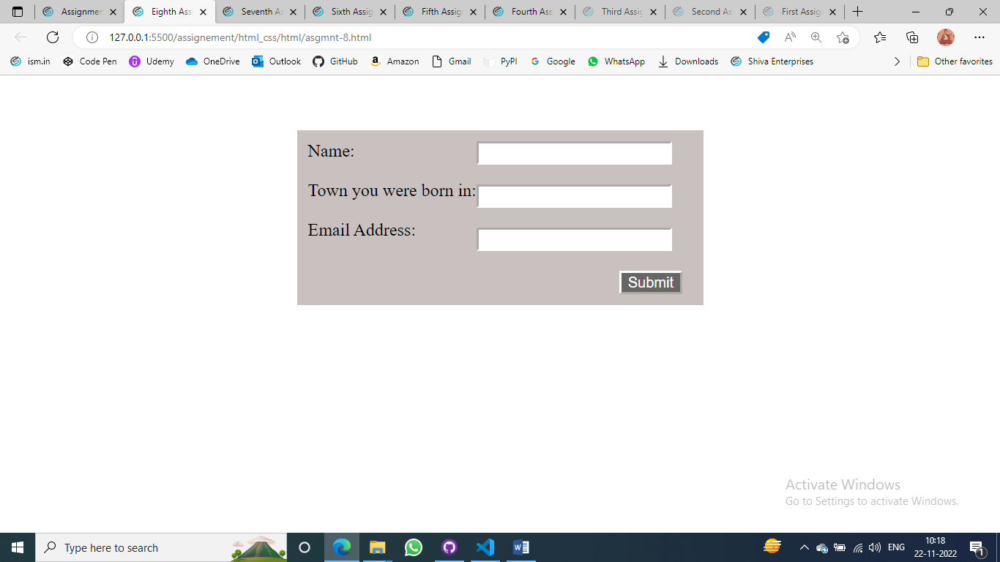 Assignmen
Eighth Ass
Seventh As
Sixth Assig
Fifth Assig
Fourth Ass
Third Assig
Second As
First Assig
127.0.0.1:5500/assignement/html_css/html/asgmnt-8.html
ism.in
Code Pen
Udemy
OneDrive
Outlook
GitHub
Amazon
Gmail
PyPI
Google
WhatsApp
Downloads
Shiva Enterprises
Other favorites
Name:
Town you were born in:
Email Address:
Submit
Activate Windows
Go to Settings to activate Windows.
Type here to search
ENG
10:18
22-11-2022
1